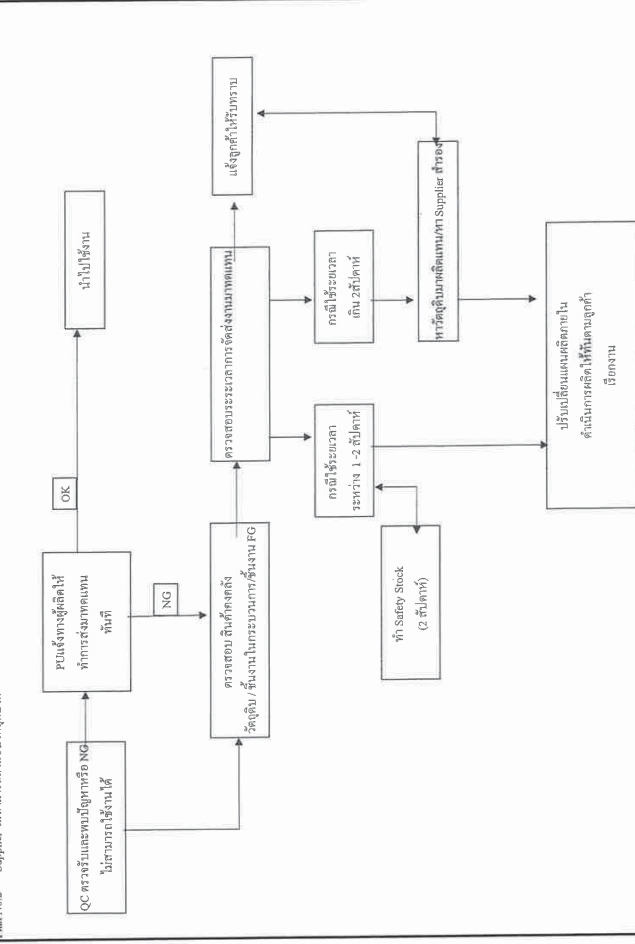 QC ตรวจรับและพบปัญหาหรือ NG
ไม่สามารถใช้งานได้
PUแจ้งทางผู้ผลิตให้
ทำการส่งมาทดแทน
ทันที
OK
นำไปใช้งาน
NG
ตรวจสอบ สินค้าคงคลัง
วัตถุดิบ / ชิ้นงานในกระบวนการ/ชิ้นงาน FG
ตรวจสอบระระเวลาการจัดส่งงานมาทดแทน
แจ้งลูกค้าให้รับทราบ
ทำ Safety Stock
(2 สัปดาห์)
กรณีใช้ระยเวลา
ระหว่าง 1 -2 สัปดาห์
กรณีใช้ระยเวลา
เกิน 2สัปดาห์
หาวัตถุดิบมาผลิตแทน/หา Supplier สำรอง
ปรับเปลี่ยนแผนผลิตภายใน
ดำเนินการผลิตให้ทันตามลูกค้า
เรียกงาน